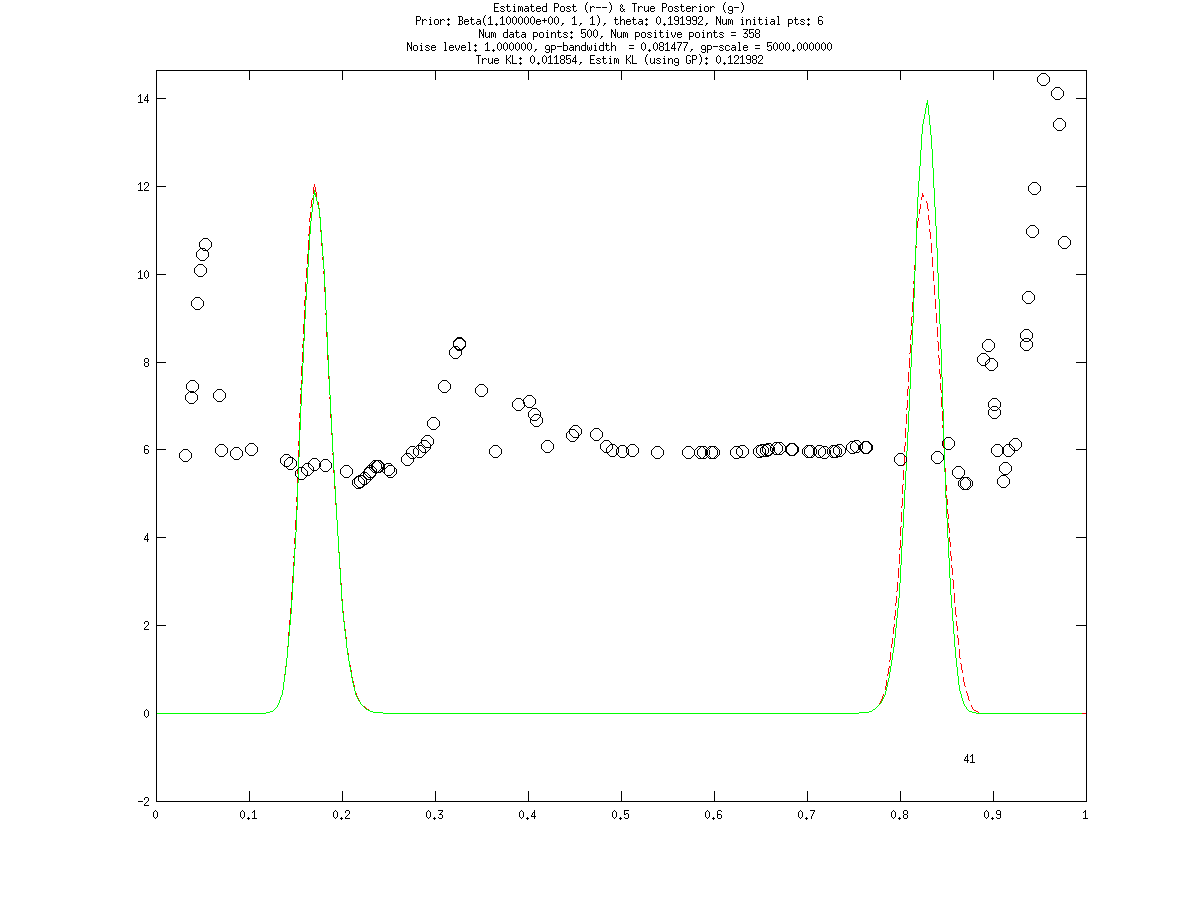 Estimated Post (r--) & True Posterior (g-)
Prior: Beta(1.100000e+00, 1, 1), theta: 0.191992, Num initial pts: 6
Num data points: 500, Num positive points = 358
Noise level: 1.000000, gp-bandwidth  = 0.081477, gp-scale = 5000.000000
True KL: 0.011854, Estim KL (using GP): 0.121982
14
12
10
8
6
4
2
0
41
-2
0 0.1 0.2 0.3 0.4 0.5 0.6 0.7 0.8 0.9 1